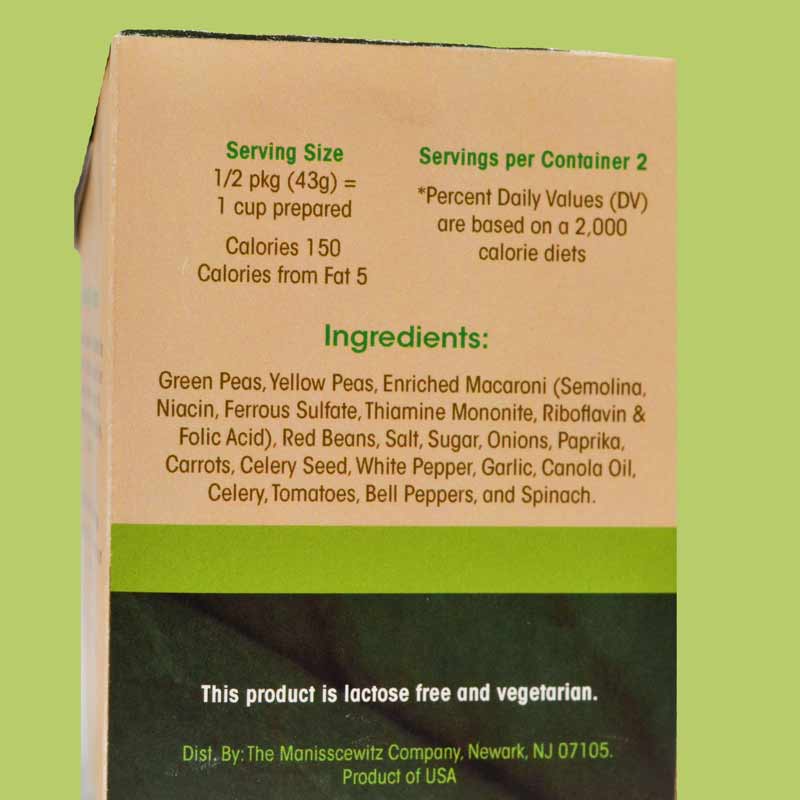 Serving Size
1/2 pkg (43g) =
1 cup prepared
Calories 150
Calories from Fat 5
Servings per Container 2
*Percent Daily Values (DV)
are based on a 2,000
calorie diets
Ingredients:
Green Peas, Yellow Peas, Enriched Macaroni (Semolina,
Niacin, Ferrous Sulfate, Thiamine Mononite, Riboflavin &
Folic Acid), Red Beans, Salt, Sugar, Onions, Paprika,
Carrots, Celery Seed, White Pepper, Garlic, Canola Oil,
Celery, Tomatoes, Bell Peppers, and Spinach.
This product is lactose free and vegetarian.
Dist. By: The Manisscewitz Company, Newark, NJ 07105.
Product of USA